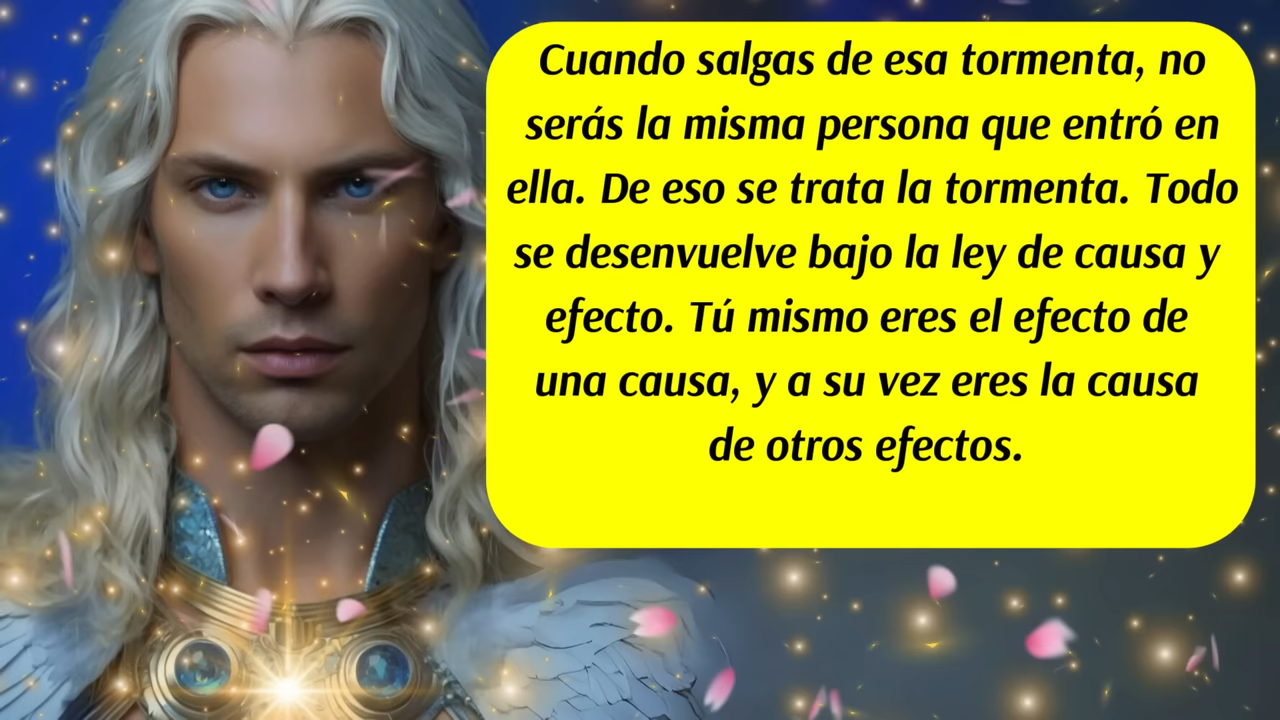 Cuando salgas de esa tormenta, no
serás la misma persona que entró en
ella. De eso se trata la tormenta. Todo
se desenvuelve bajo la ley de causa y
efecto. Tú mismo eres el efecto de
una causa, y a su vez eres la causa
de otros efectos.